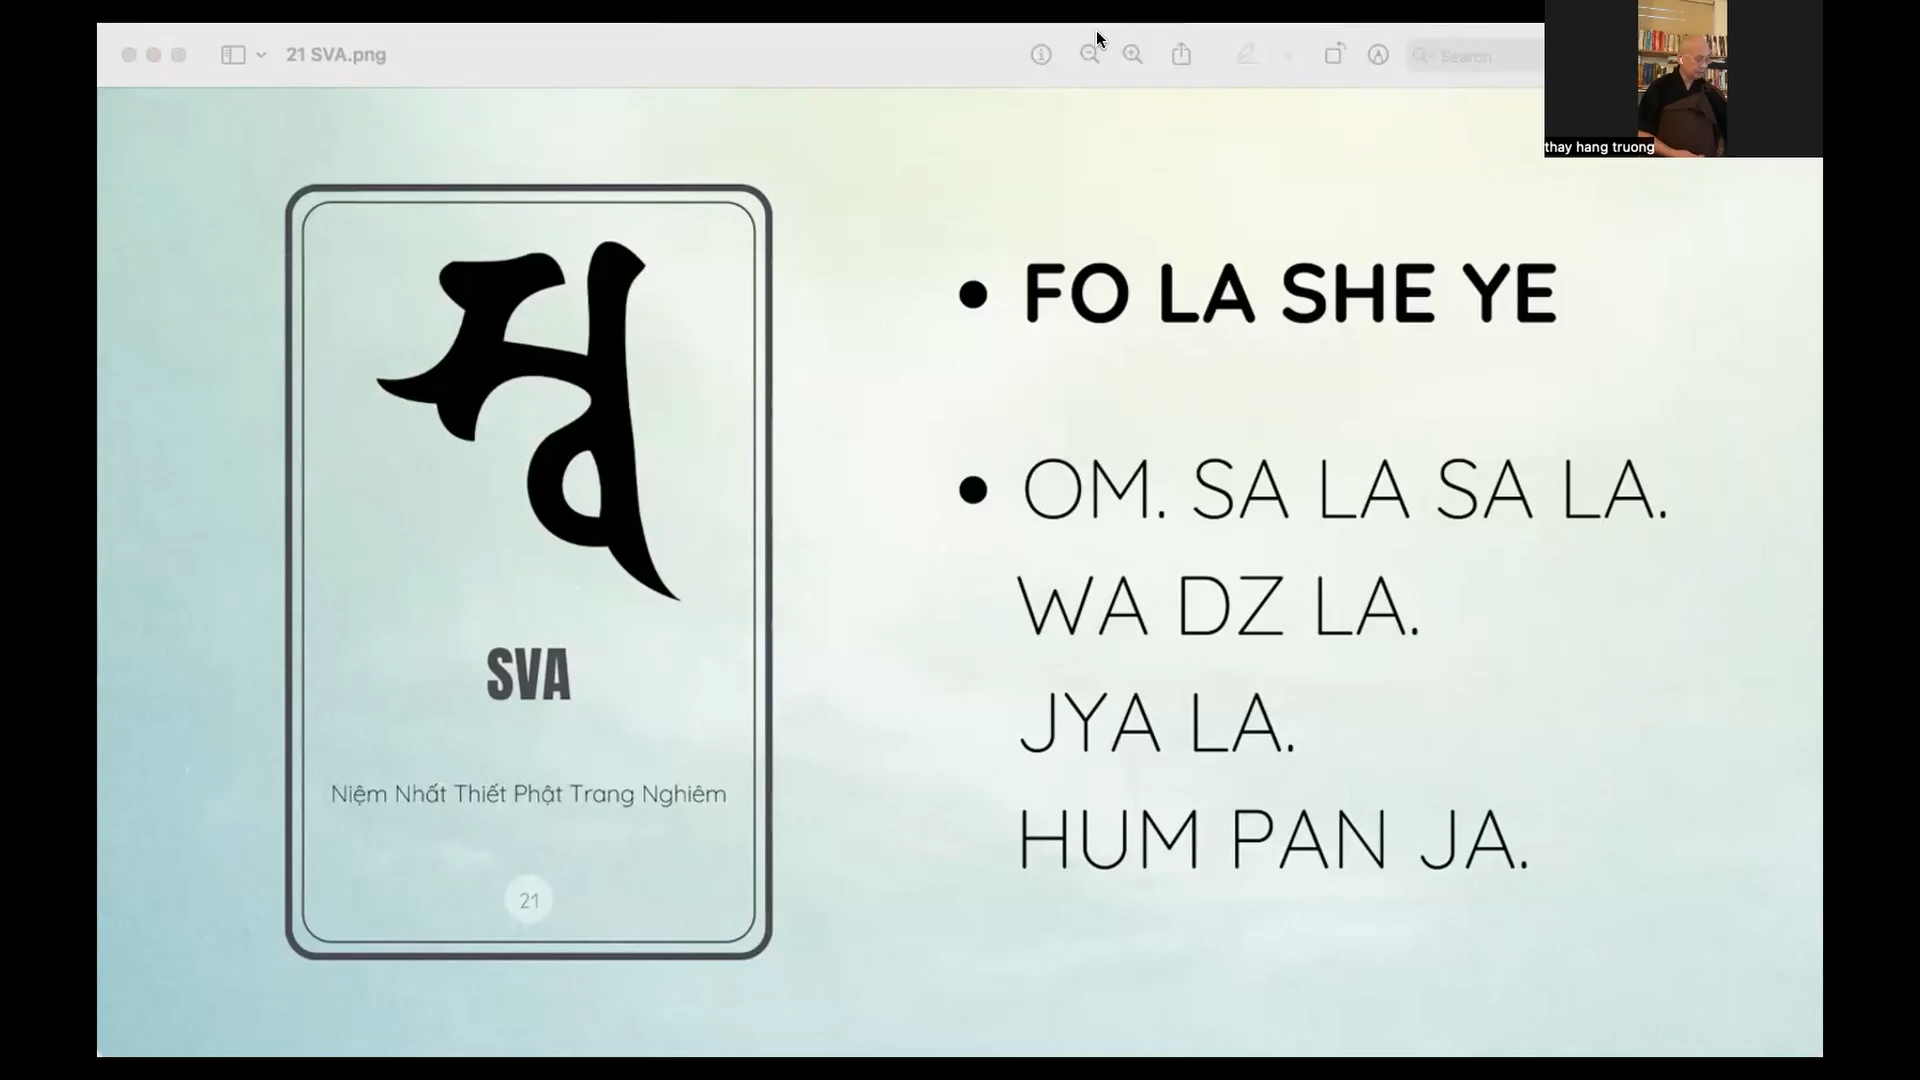 21 SVA.png
Search
thay hang truong
𑖭𑖿𑖪
SVA
Niệm Nhất Thiết Phật Trang Nghiêm
21
• FO LA SHE YE
• OM. SA LA SA LA.
WA DZ LA.
JYA LA.
HUM PAN JA.